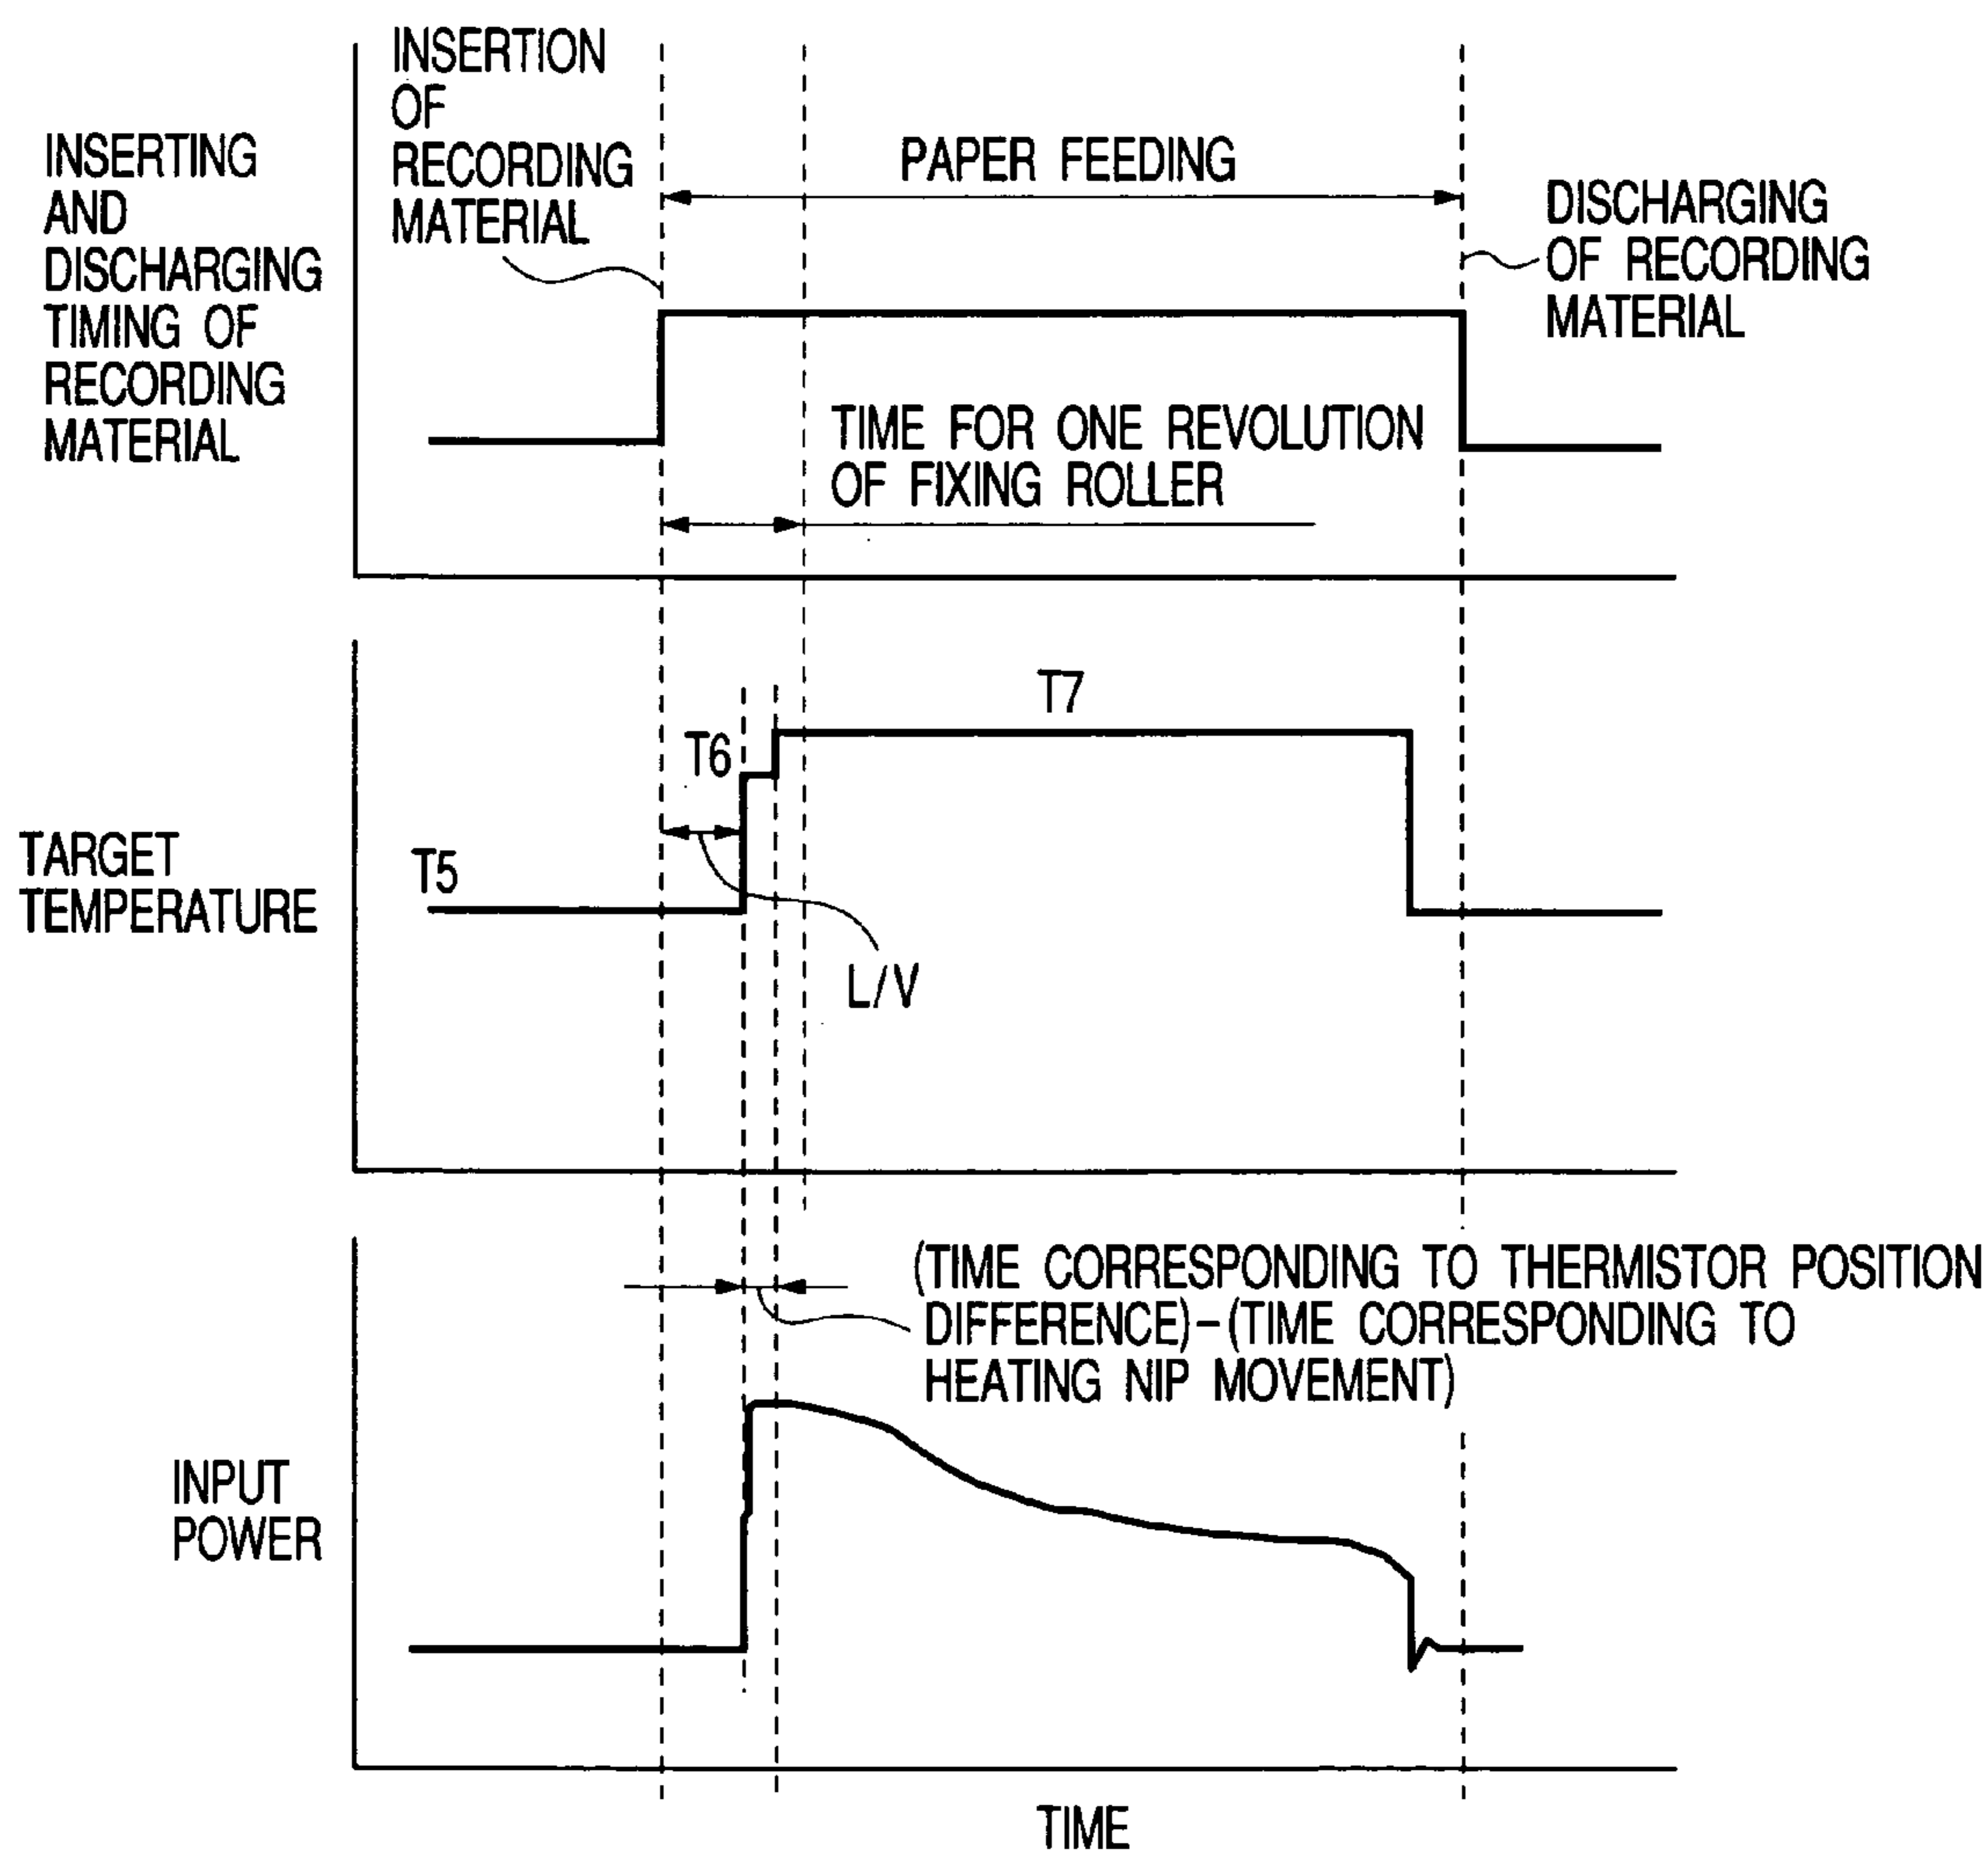 INSERTING
AND
DISCHARGING
TIMING OF
RECORDING
MATERIAL
INSERTION
OF
RECORDING
MATERIAL
PAPER FEEDING
DISCHARGING
OF RECORDING
MATERIAL
TIME FOR ONE REVOLUTION
OF FIXING ROLLER
TARGET
TEMPERATURE
T5
T6
T7
L/V
(TIME CORRESPONDING TO THERMISTOR POSITION
DIFFERENCE)-(TIME CORRESPONDING TO
HEATING NIP MOVEMENT)
INPUT
POWER
TIME